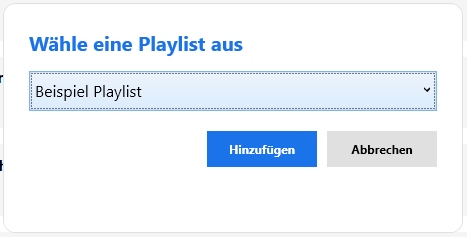 Wähle eine Playlist aus
Beispiel Playlist
Hinzufügen Abbrechen